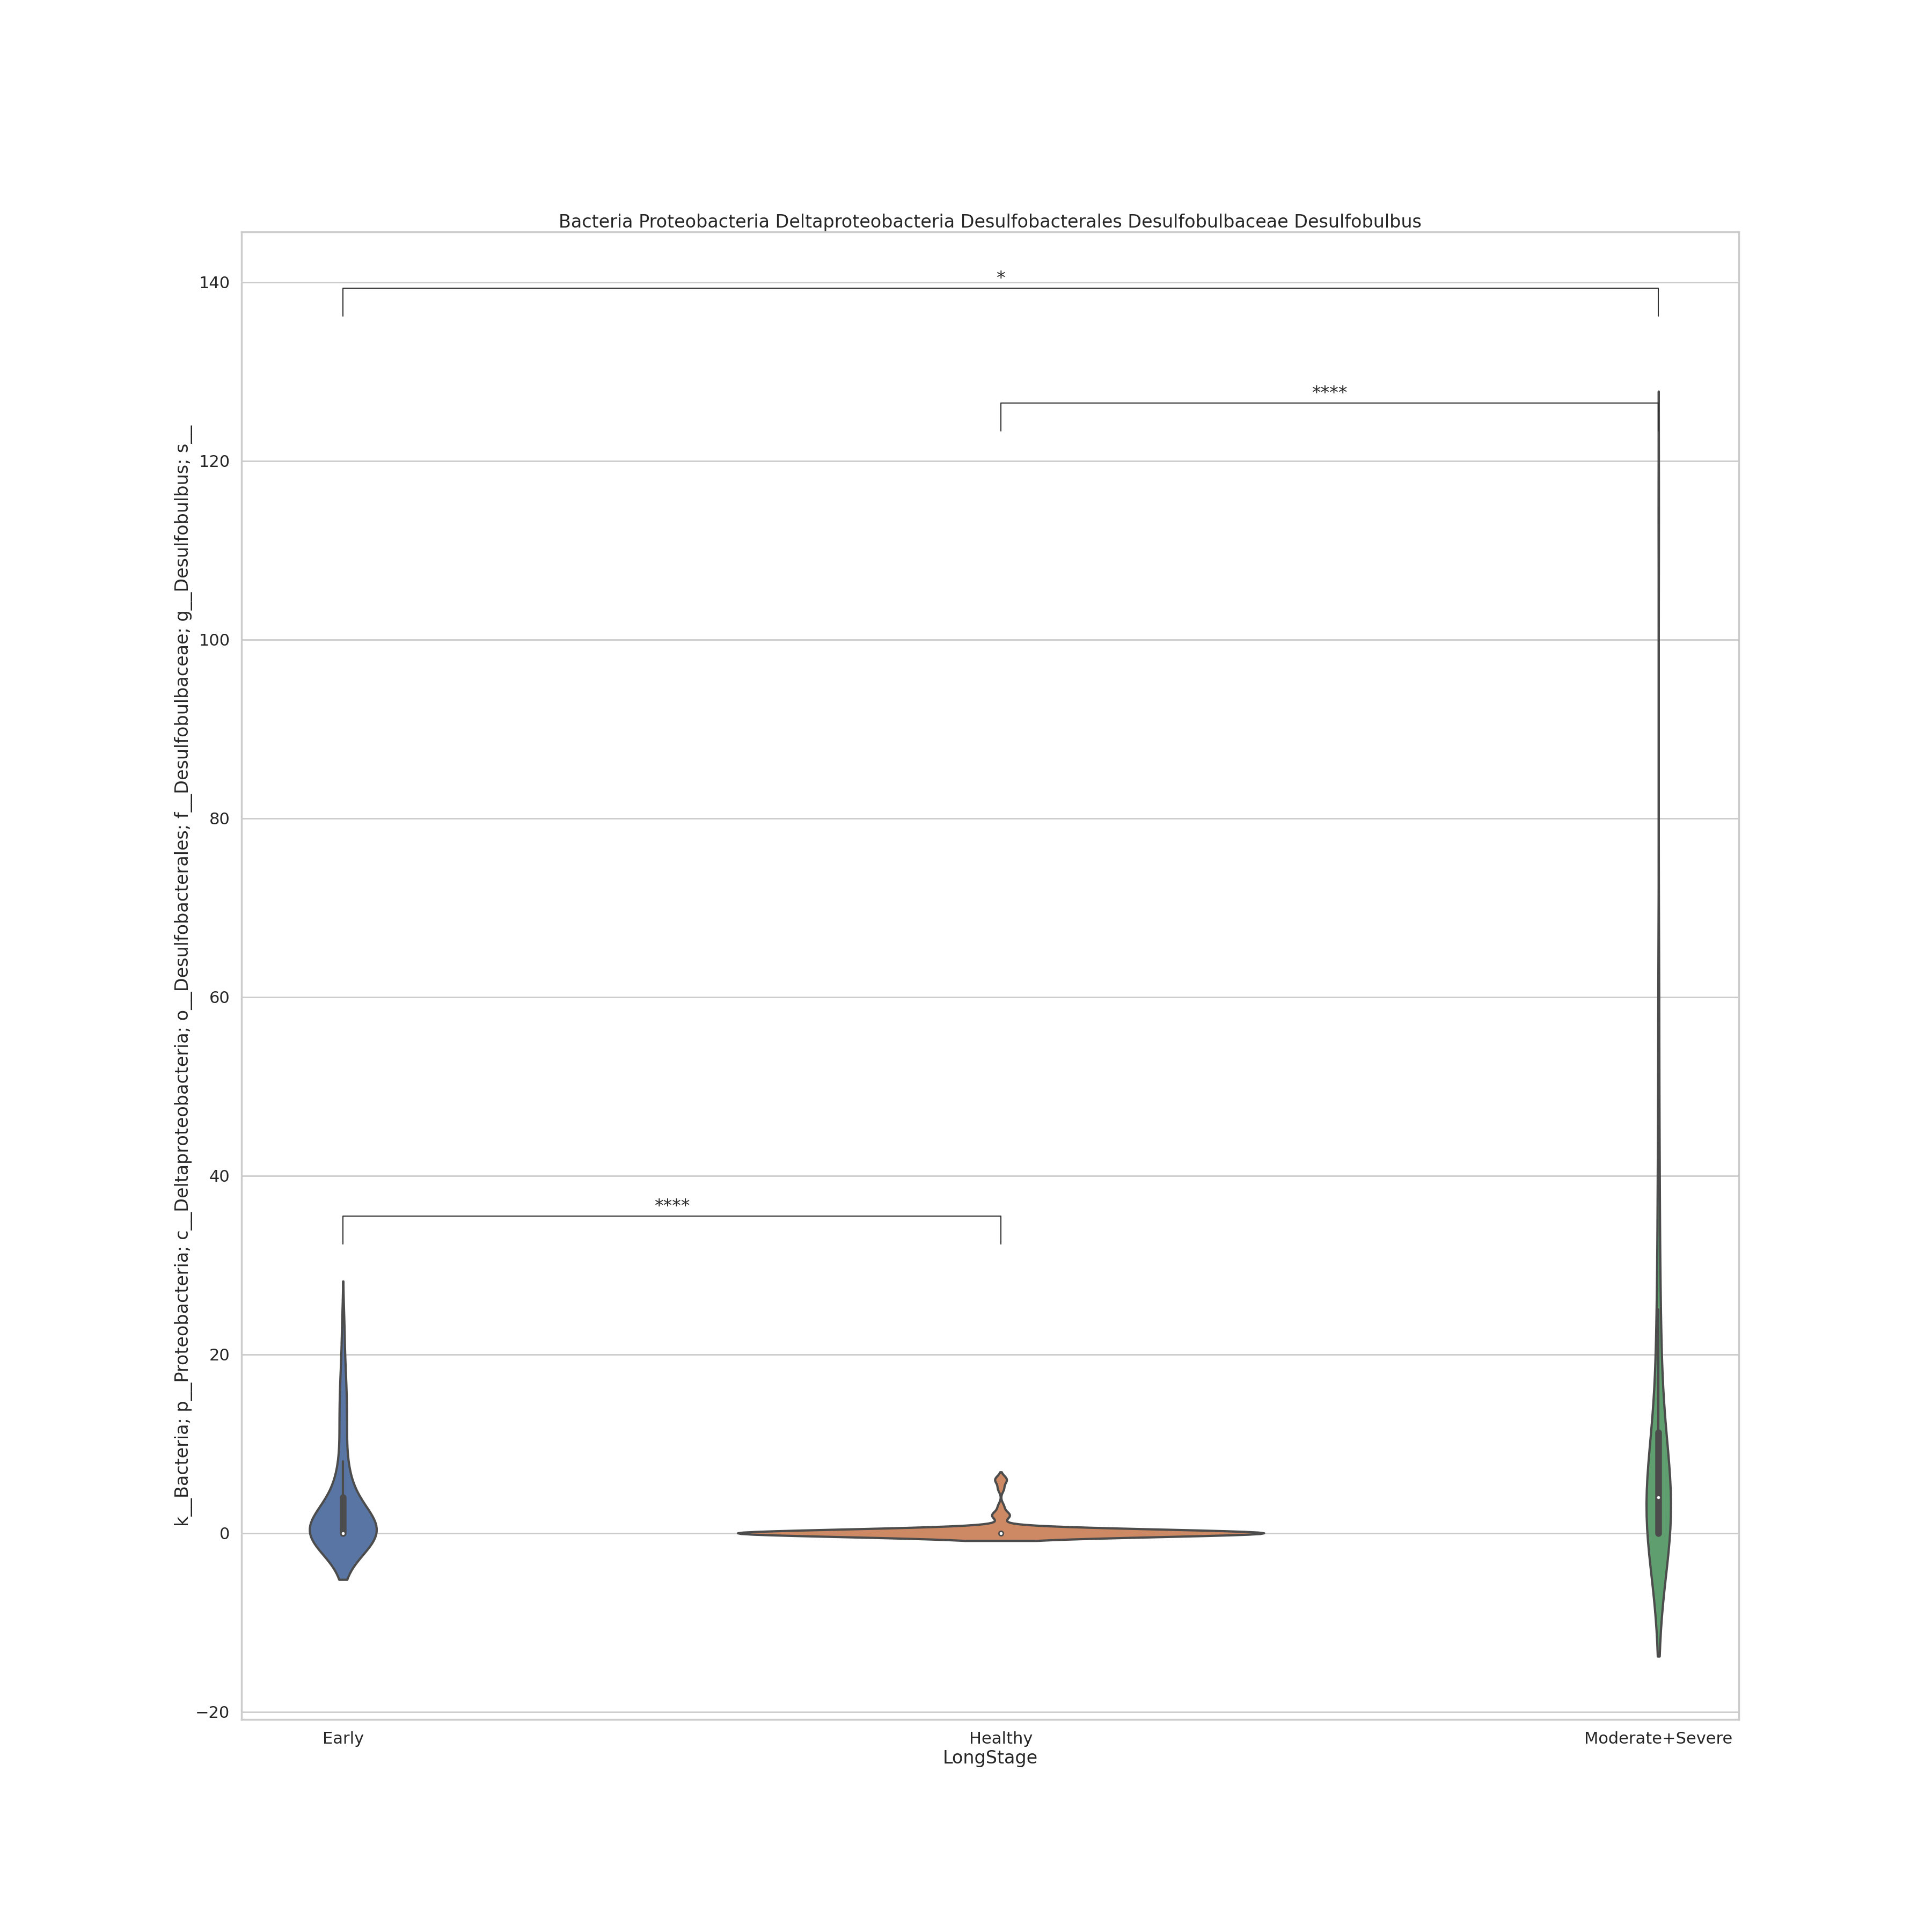 Bacteria Proteobacteria Deltaproteobacteria Desulfobacterales Desulfobulbaceae Desulfobulbus
k__Bacteria; p__Proteobacteria; c__Deltaproteobacteria; o__Desulfobacterales; f__Desulfobulbaceae; g__Desulfobulbus; s__
140
120
100
80
60
40
20
0
−20
*
****
****
Early
Healthy
Moderate+Severe
LongStage